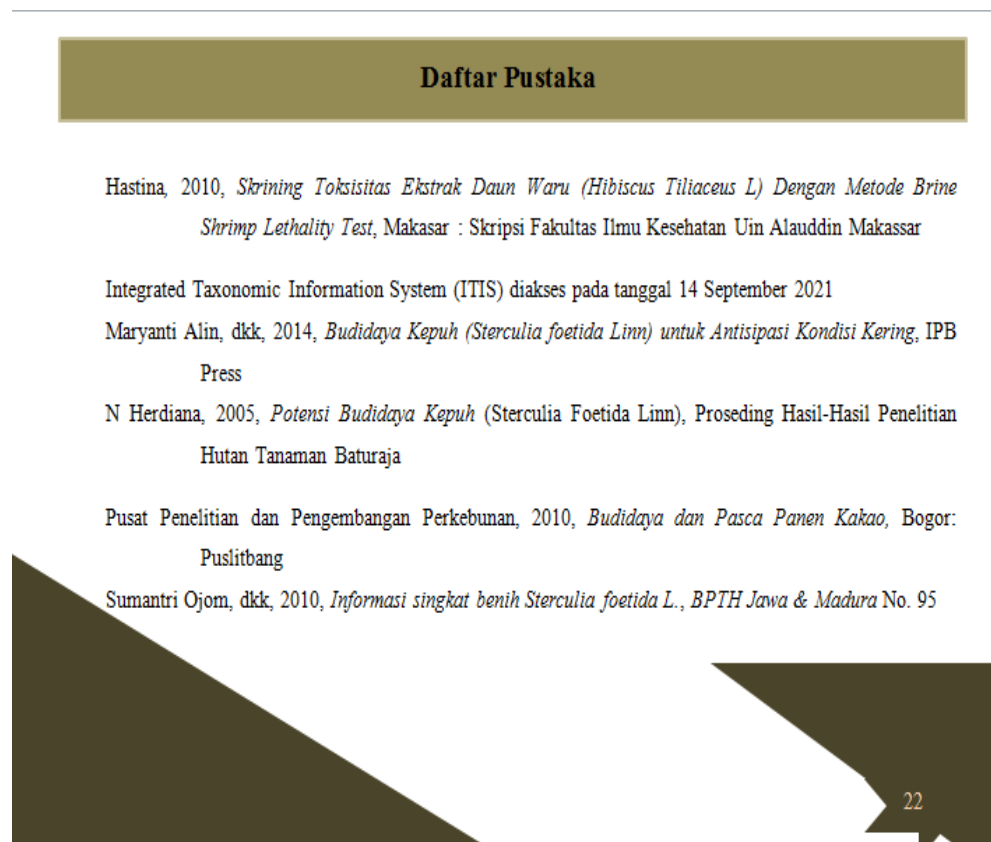 Daftar Pustaka
Hastina, 2010, Skrining Toksisitas Ekstrak Daun Waru (Hibiscus Tiliaceus L) Dengan Metode Brine
Shrimp Lethality Test, Makasar : Skripsi Fakultas Ilmu Kesehatan Uin Alauddin Makassar
Integrated Taxonomic Information System (ITIS) diakses pada tanggal 14 September 2021
Maryanti Alin, dkk, 2014, Budidaya Kepuh (Sterculia foetida Linn) untuk Antisipasi Kondisi Kering, IPB
Press
N Herdiana, 2005, Potensi Budidaya Kepuh (Sterculia Foetida Linn), Proseding Hasil-Hasil Penelitian
Hutan Tanaman Baturaja
Pusat Penelitian dan Pengembangan Perkebunan, 2010, Budidaya dan Pasca Panen Kakao, Bogor:
Puslitbang
Sumantri Ojom, dkk, 2010, Informasi singkat benih Sterculia foetida L., BPTH Jawa & Madura No. 95
22